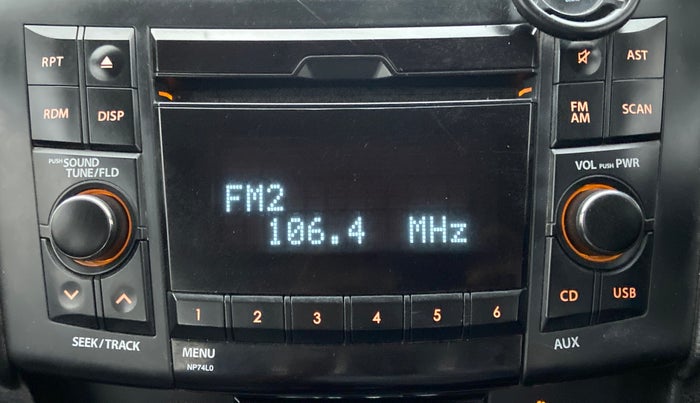 RPT
AST
RDM
DISP
FM
AM
SCAN
PUSH SOUND
TUNE/FLD
VOL PUSH PWR
FM2
106.4 MHz
CD
USB
1 2 3 4 5 6
SEEK/TRACK
MENU
NP74L0
AUX